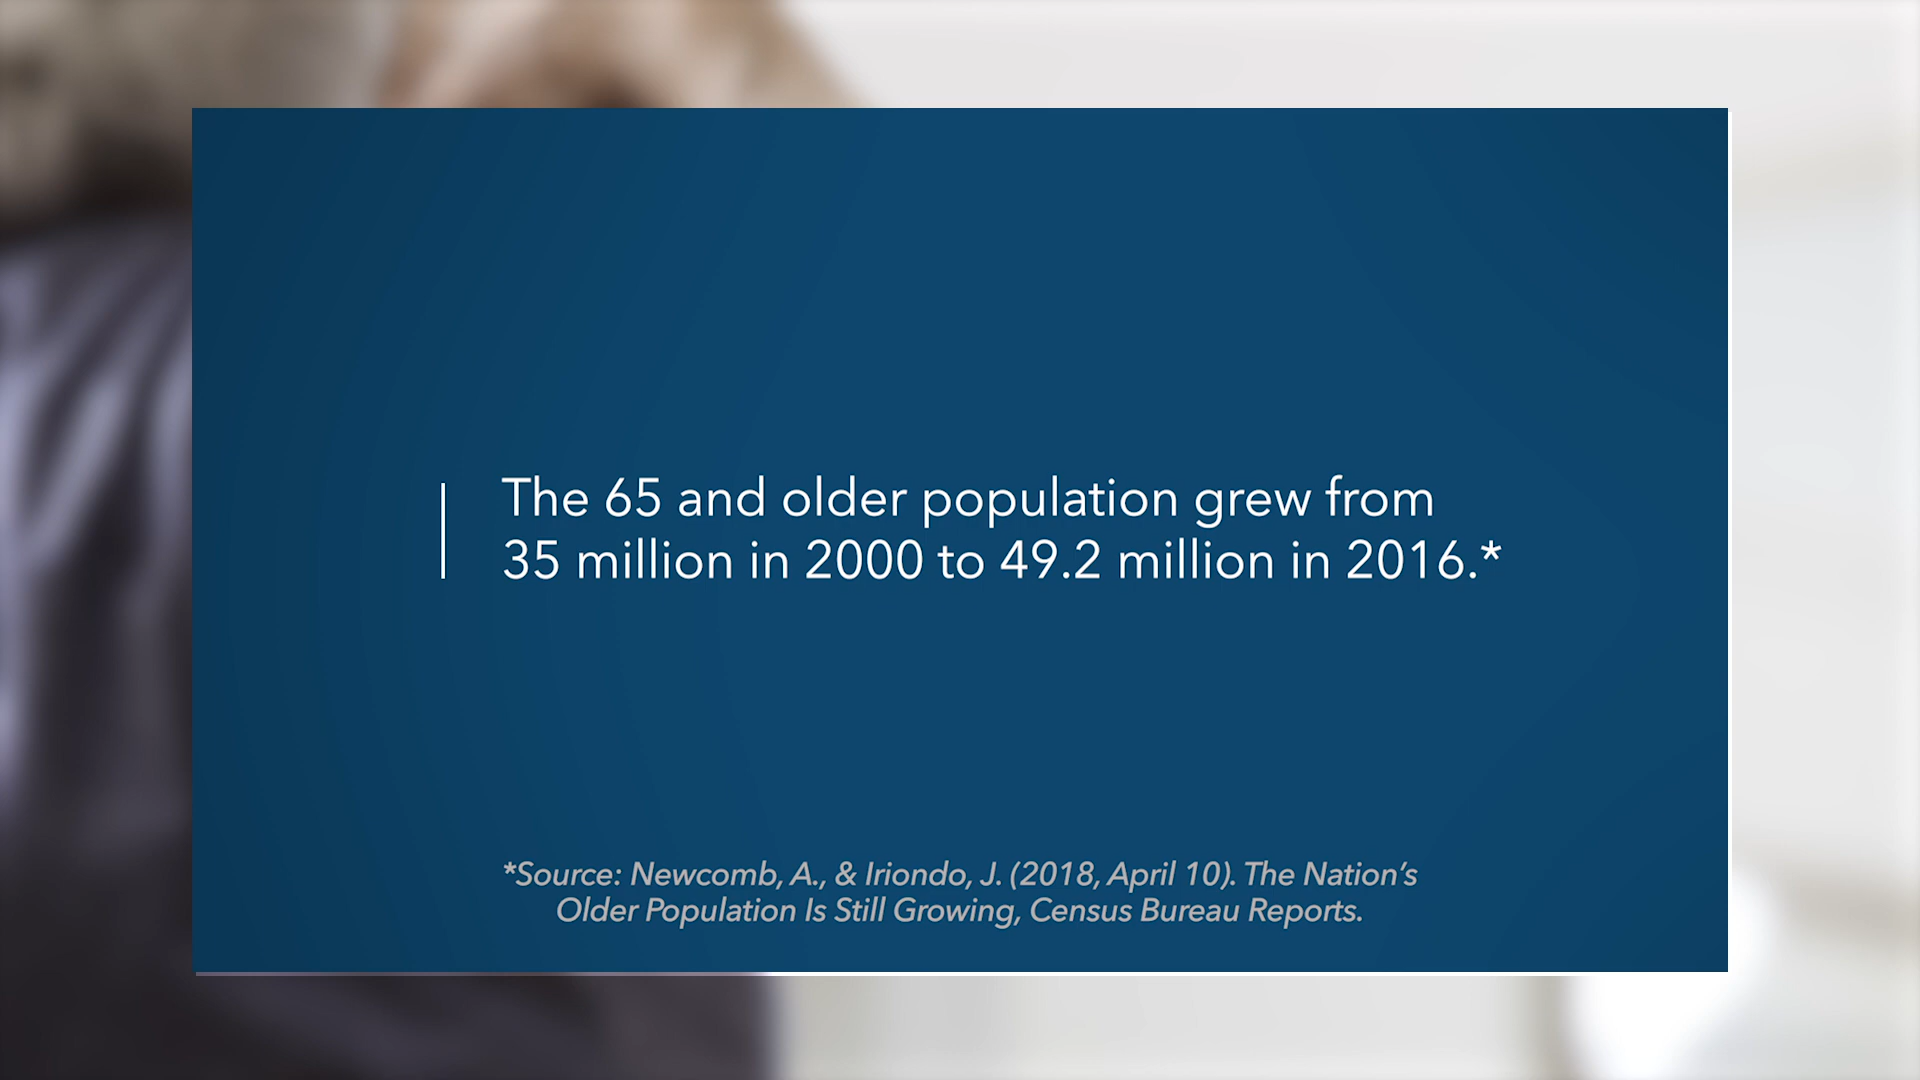 The 65 and older population grew from
35 million in 2000 to 49.2 million in 2016.*
*Source: Newcomb, A., & Iriondo, J. (2018, April 10). The Nation’s
Older Population Is Still Growing, Census Bureau Reports.